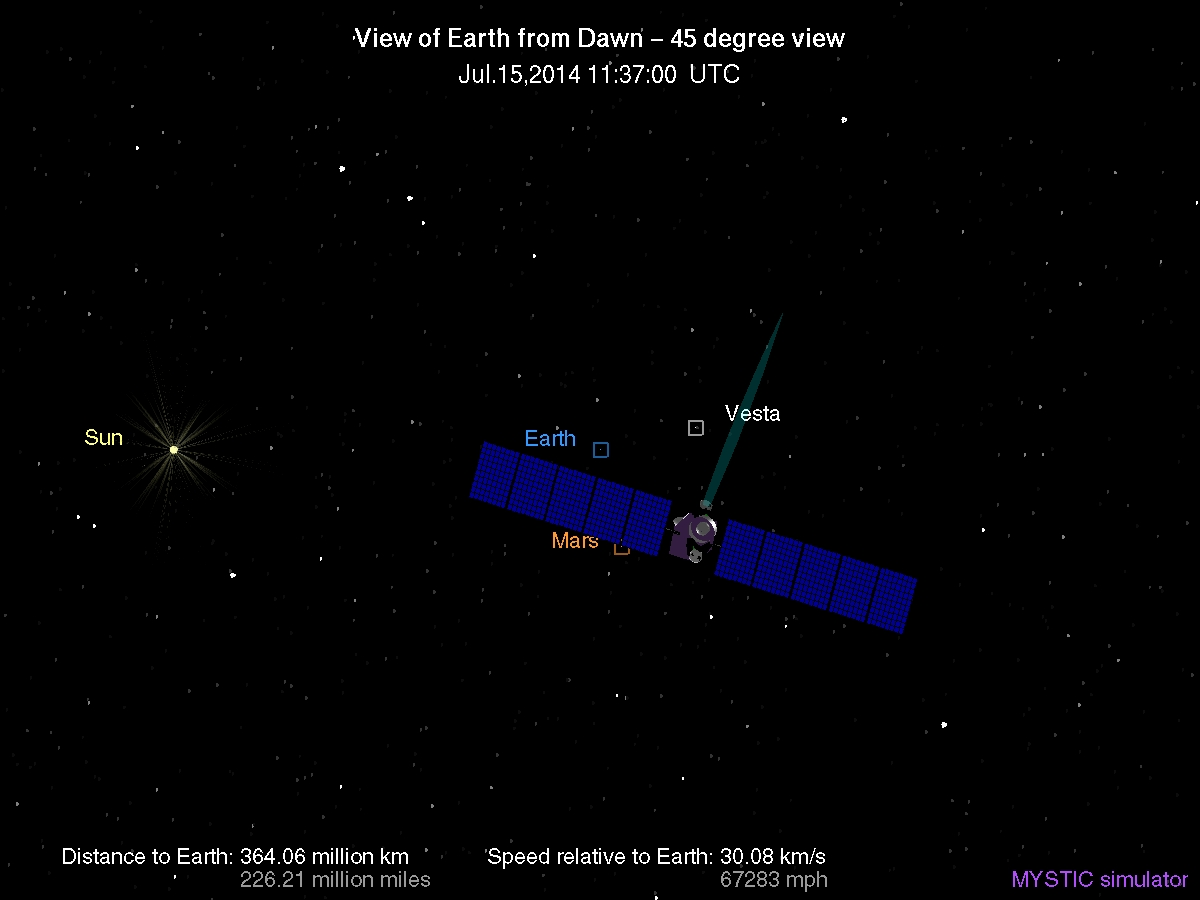 View of Earth from Dawn – 45 degree view
Jul.15,2014 11:37:00 UTC
Vesta
Sun
Earth
Mars
Distance to Earth: 364.06 million km
226.21 million miles
Speed relative to Earth: 30.08 km/s
67283 mph
MYSTIC simulator